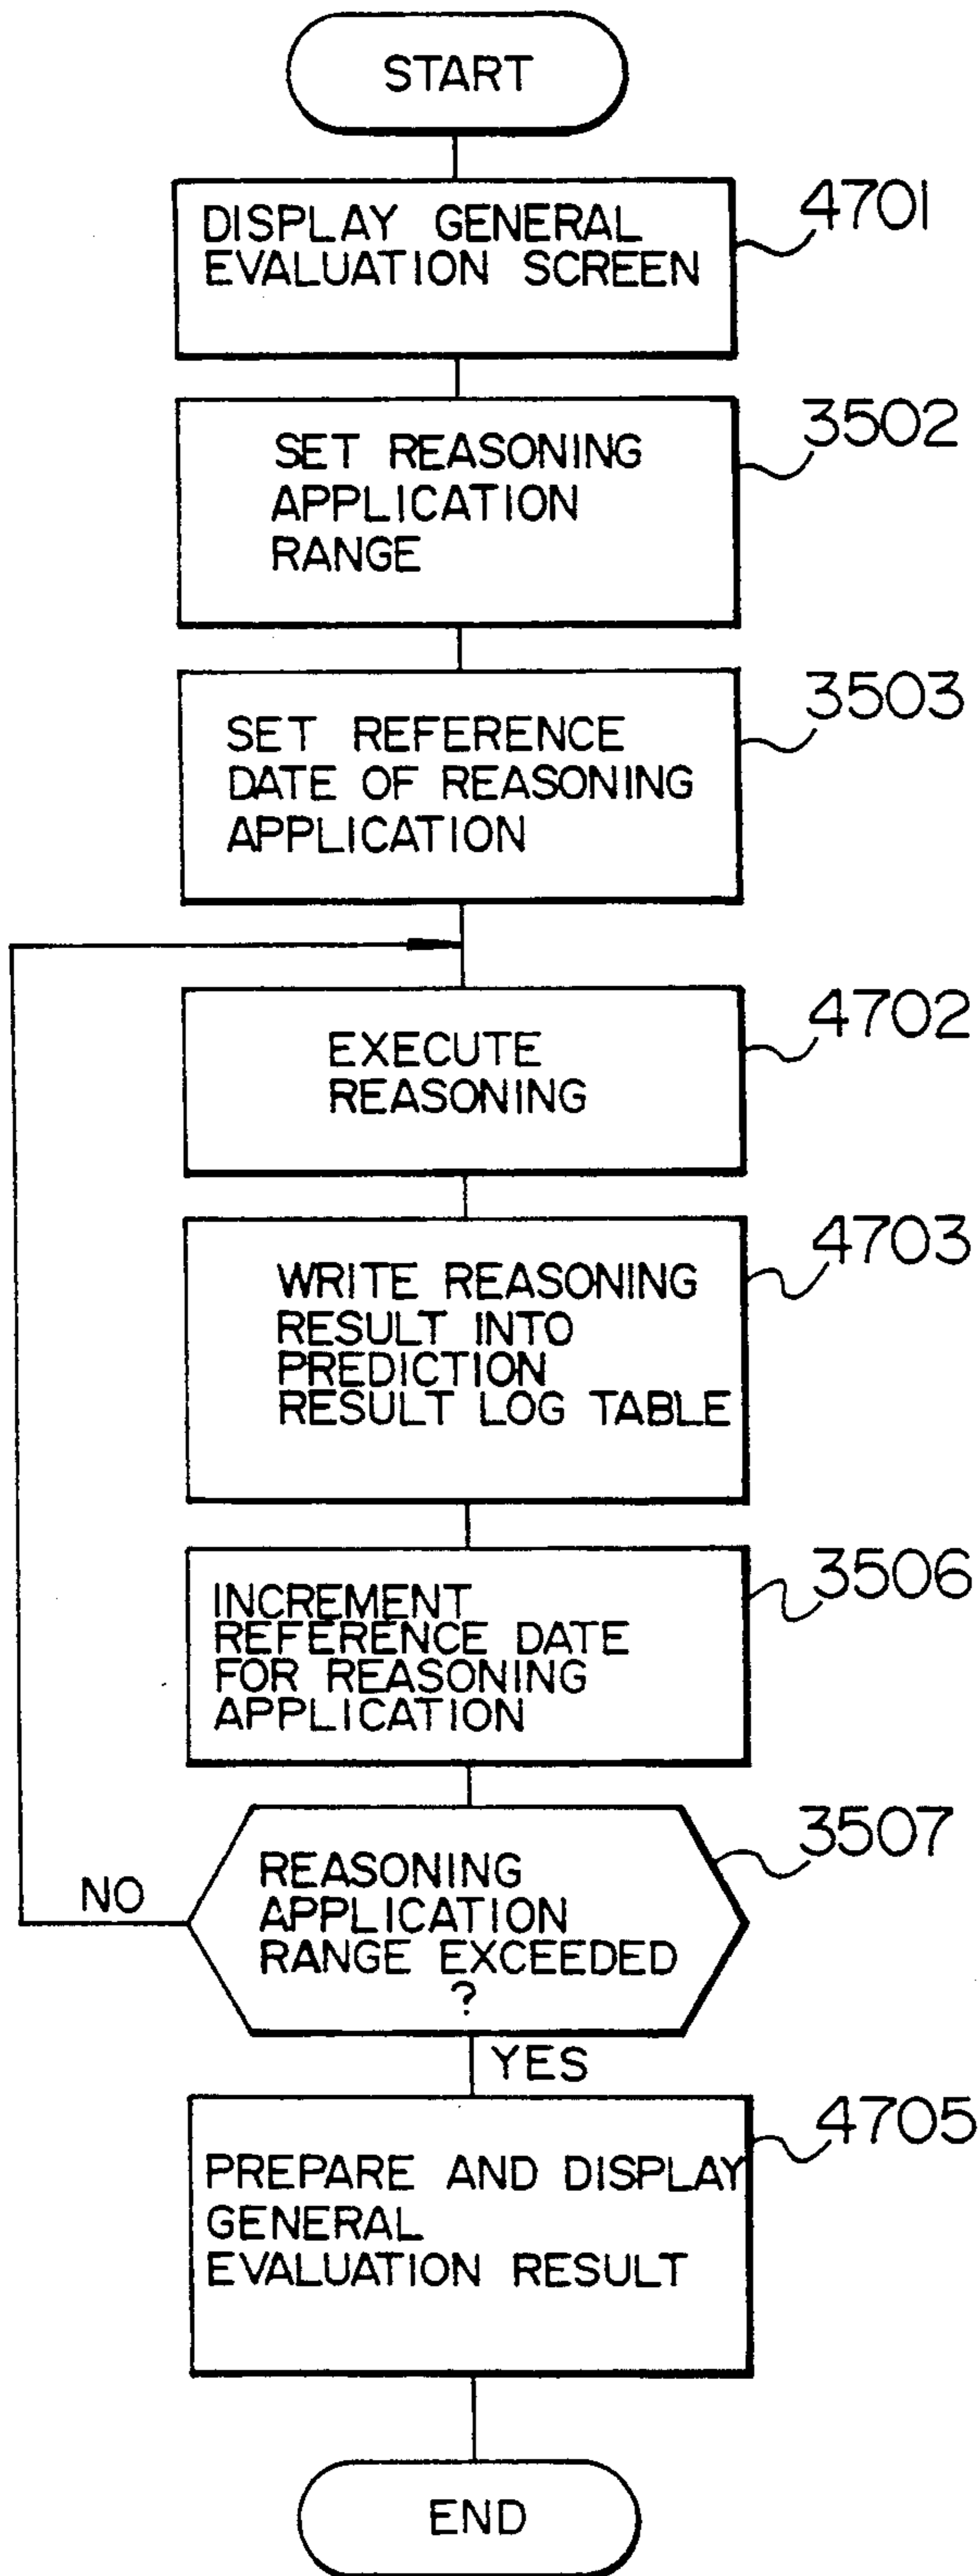 START
DISPLAY GENERAL
EVALUATION SCREEN
4701
SET REASONING
APPLICATION
RANGE
3502
SET REFERENCE
DATE OF REASONING
APPLICATION
3503
EXECUTE
REASONING
4702
WRITE REASONING
RESULT INTO
PREDICTION
RESULT LOG TABLE
4703
INCREMENT
REFERENCE DATE
FOR REASONING
APPLICATION
3506
REASONING
APPLICATION
RANGE EXCEEDED
?
3507
NO
YES
PREPARE AND DISPLAY
GENERAL
EVALUATION RESULT
4705
END